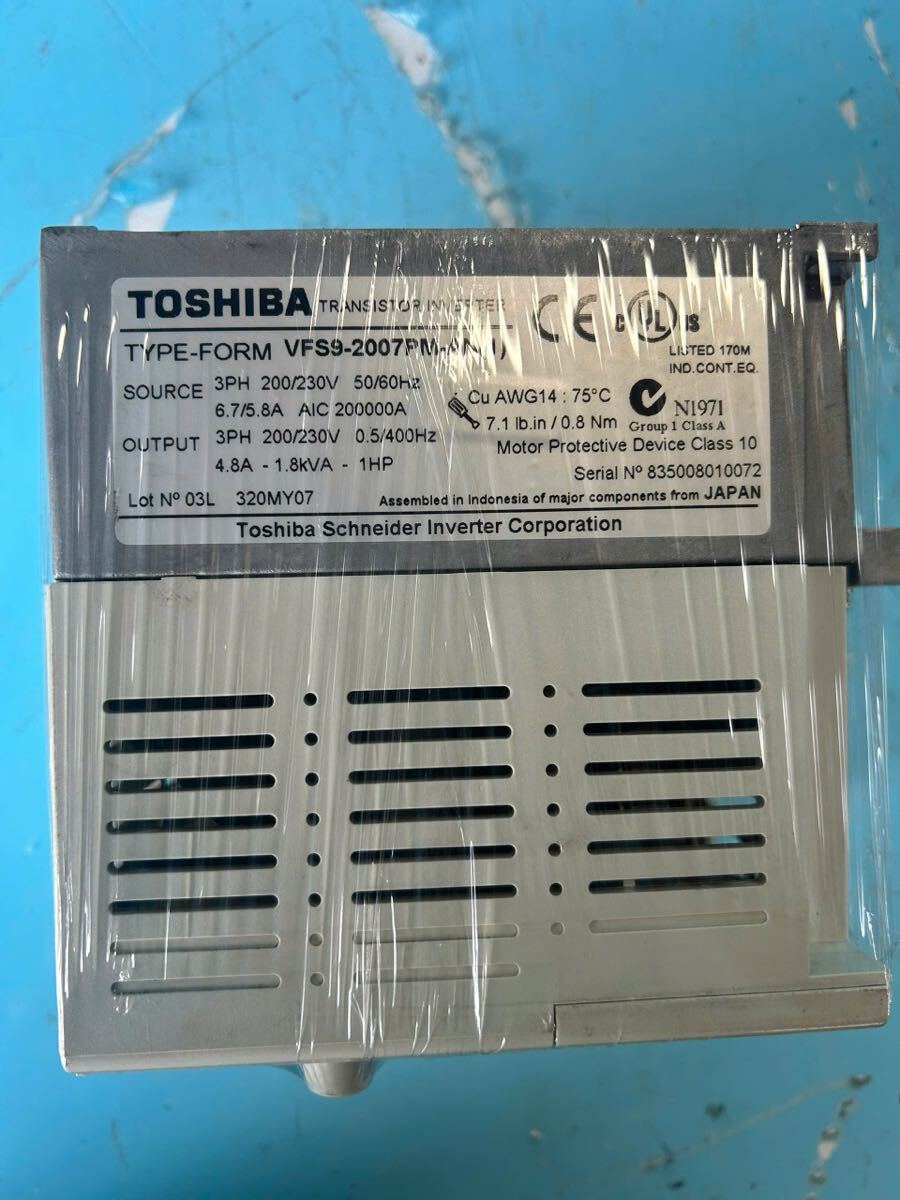 TOSHIBA TRANSISTOR INVERTER
CE
C UL US
TYPE-FORM
LISTED 170M
IND.CONT.EQ.
SOURCE 3PH 200/230V 50/60Hz
6.7/5.8A AIC 200000A
Cu AWG14 : 75°C
7.1 lb.in / 0.8 Nm
N1971
Group 1 Class A
OUTPUT 3PH 200/230V 0.5/400Hz
4.8A - 1.8kVA - 1HP
Motor Protective Device Class 10
Serial Nº 835008010072
Lot Nº 03L 320MY07
Assembled in Indonesia of major components from JAPAN
Toshiba Schneider Inverter Corporation